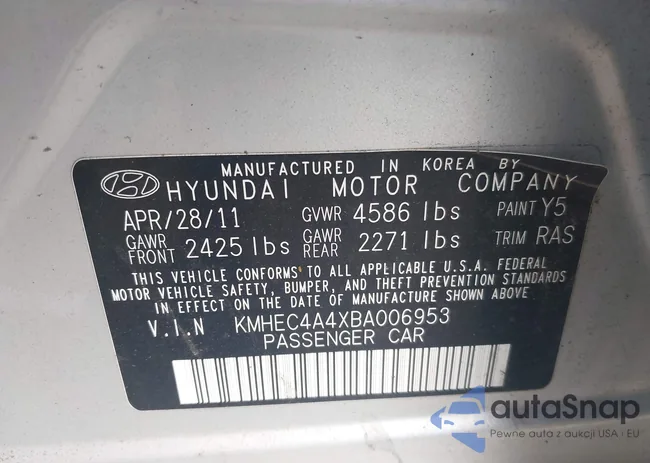 MANUFACTURED IN KOREA BY
HYUNDAI MOTOR COMPANY
APR/28/11 GVWR 4586 lbs PAINT Y5
GAWR FRONT 2425 lbs GAWR REAR 2271 lbs TRIM RAS
THIS VEHICLE CONFORMS TO ALL APPLICABLE U.S.A. FEDERAL
MOTOR VEHICLE SAFETY, BUMPER, AND THEFT PREVENTION STANDARDS
IN EFFECT ON THE DATE OF MANUFACTURE SHOWN ABOVE.
V.I.N KMHEC4A4XBA006953
PASSENGER CAR
autoSnap
Pewne auta z aukcji USA i EU